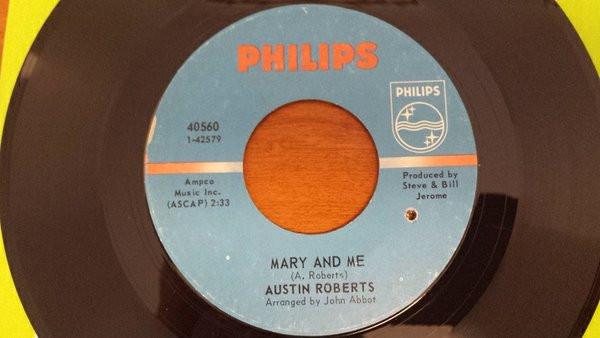 PHILIPS
PHILIPS
40560
1-42579
Ampco
Music Inc.
(ASCAP) 2:33
Produced by
Steve & Bill
Jerome
MARY AND ME
(A. Roberts)
AUSTIN ROBERTS
Arranged by John Abbot